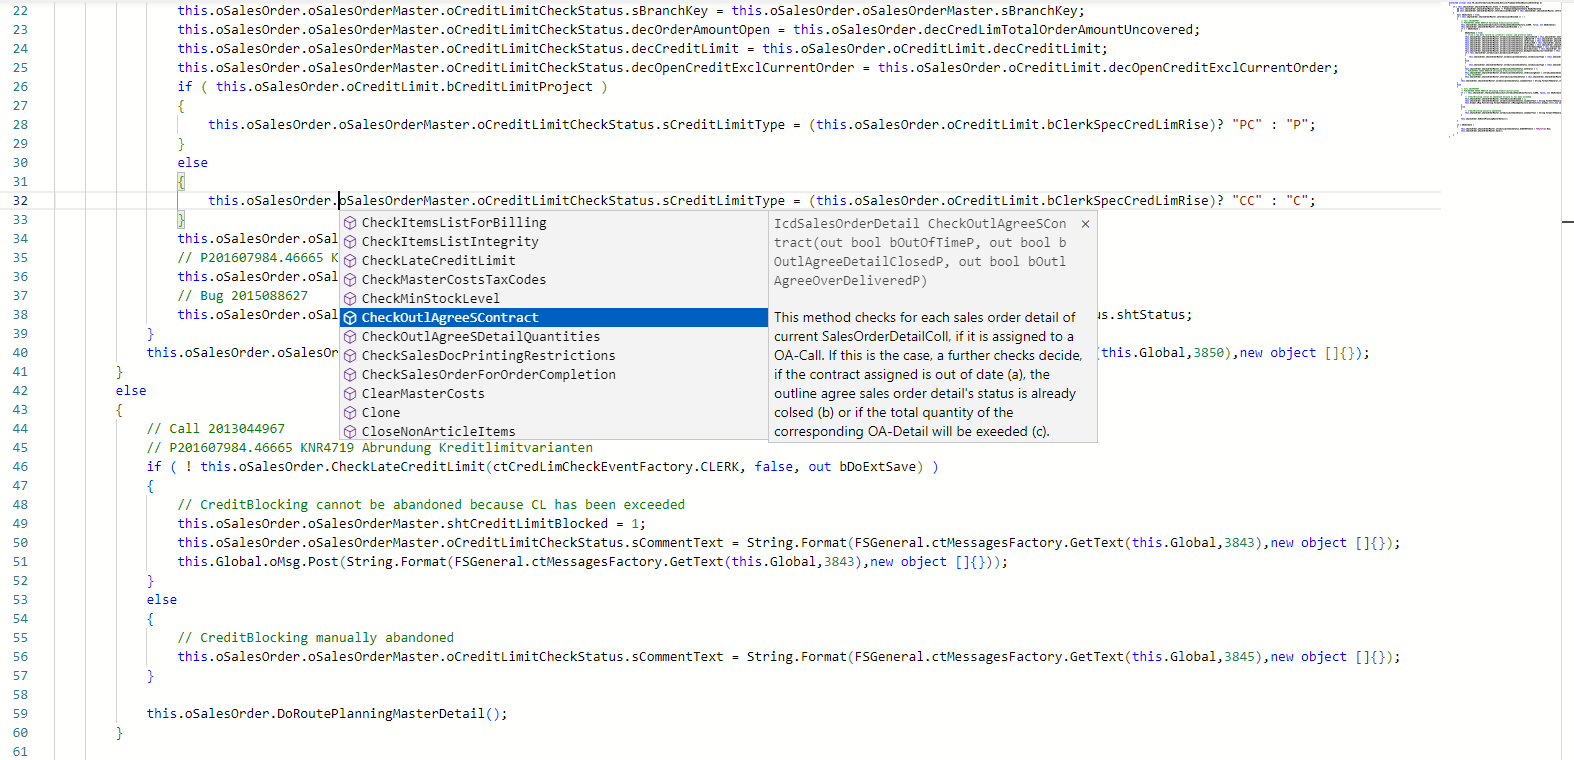 22 this.oSalesOrder.oSalesOrderMaster.oCreditLimitCheckStatus.sBranchKey = this.oSalesOrder.oSalesOrderMaster.sBranchKey;
23 this.oSalesOrder.oSalesOrderMaster.oCreditLimitCheckStatus.decOrderAmountOpen = this.oSalesOrder.decCredLimTotalOrderAmountUncovered;
24 this.oSalesOrder.oSalesOrderMaster.oCreditLimitCheckStatus.decCreditLimit = this.oSalesOrder.oCreditLimit.decCreditLimit;
25 this.oSalesOrder.oSalesOrderMaster.oCreditLimitCheckStatus.decOpenCreditExclCurrentOrder = this.oSalesOrder.oCreditLimit.decOpenCreditExclCurrentOrder;
26 if ( this.oSalesOrder.oCreditLimit.bCreditLimitProject )
27 {
28 this.oSalesOrder.oSalesOrderMaster.oCreditLimitCheckStatus.sCreditLimitType = (this.oSalesOrder.oCreditLimit.bClerkSpecCredLimRise)? "PC" : "P";
29 }
30 else
31 {
32 this.oSalesOrder.oSalesOrderMaster.oCreditLimitCheckStatus.sCreditLimitType = (this.oSalesOrder.oCreditLimit.bClerkSpecCredLimRise)? "CC" : "C";
33 }
34 this.oSalesOrder.oSal
35 // P201607984.46665 K
36 this.oSalesOrder.oSal
37 // Bug 2015088627
38 this.oSalesOrder.oSal s.shtStatus;
39 }
40 this.oSalesOrder.oSalesOr (this.Global,3850),new object []{});
41 }
42 else
43 {
44 // Call 2013044967
45 // P201607984.46665 KNR4719 Abrundung Kreditlimitvarianten
46 if ( ! this.oSalesOrder.CheckLateCreditLimit(ctCredLimCheckEventFactory.CLERK, false, out bDoExtSave) )
47 {
48 // CreditBlocking cannot be abandoned because CL has been exceeded
49 this.oSalesOrder.oSalesOrderMaster.shtCreditLimitBlocked = 1;
50 this.oSalesOrder.oSalesOrderMaster.oCreditLimitCheckStatus.sCommentText = String.Format(FSGeneral.ctMessagesFactory.GetText(this.Global,3843),new object []{});
51 this.Global.oMsg.Post(String.Format(FSGeneral.ctMessagesFactory.GetText(this.Global,3843),new object []{}));
52 }
53 else
54 {
55 // CreditBlocking manually abandoned
56 this.oSalesOrder.oSalesOrderMaster.oCreditLimitCheckStatus.sCommentText = String.Format(FSGeneral.ctMessagesFactory.GetText(this.Global,3845),new object []{});
57 }
58
59 this.oSalesOrder.DoRoutePlanningMasterDetail();
60 }
61
CheckItemsListForBilling
CheckItemsListIntegrity
CheckLateCreditLimit
CheckMasterCostsTaxCodes
CheckMinStockLevel
CheckOutlAgreeSContract
CheckOutlAgreeSDetailQuantities
CheckSalesDocPrintingRestrictions
CheckSalesOrderForOrderCompletion
ClearMasterCosts
Clone
CloseNonArticleItems
IcdSalesOrderDetail CheckOutlAgreeSCon
tract(out bool bOutOfTimeP, out bool b
OutlAgreeDetailClosedP, out bool bOutl
AgreeOverDeliveredP)
This method checks for each sales order detail of
current SalesOrderDetailColl, if it is assigned to a
OA-Call. If this is the case, a further checks decide,
if the contract assigned is out of date (a), the
outline agree sales order detail's status is already
colsed (b) or if the total quantity of the
corresponding OA-Detail will be exeeded (c).